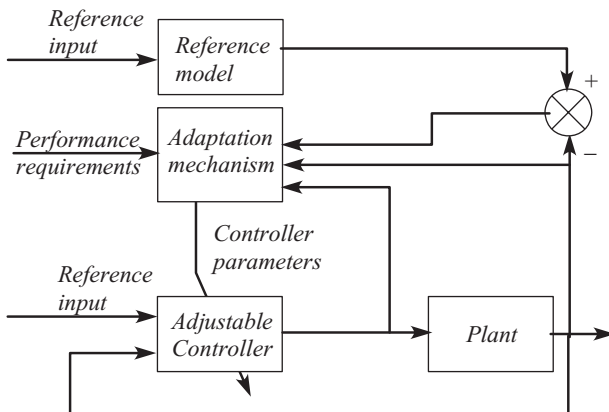 Reference
input
Reference
model
+
Performance
requirements
Adaptation
mechanism
−
Controller
parameters
Reference
input
Adjustable
Controller
Plant